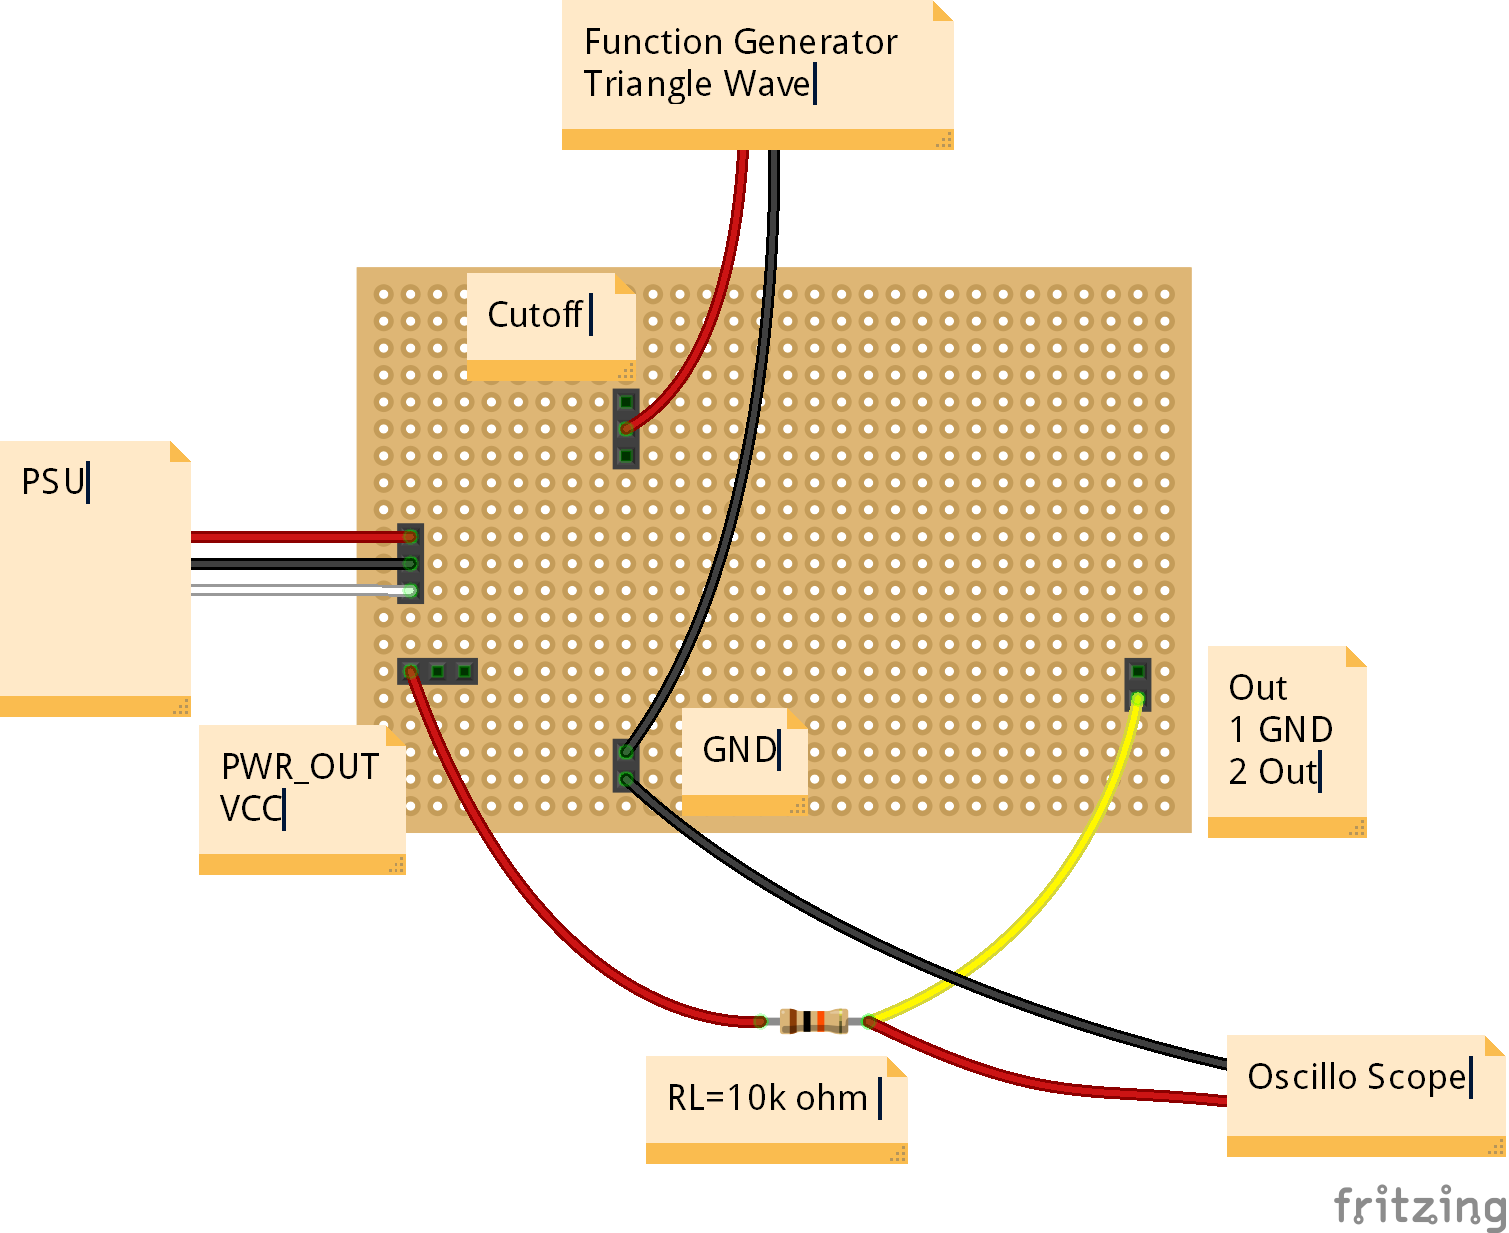 Function Generator
Triangle Wave
Cutoff
PSU
PWR_OUT
VCC
GND
Out
1 GND
2 Out
RL=10k ohm
Oscillo Scope
fritzing